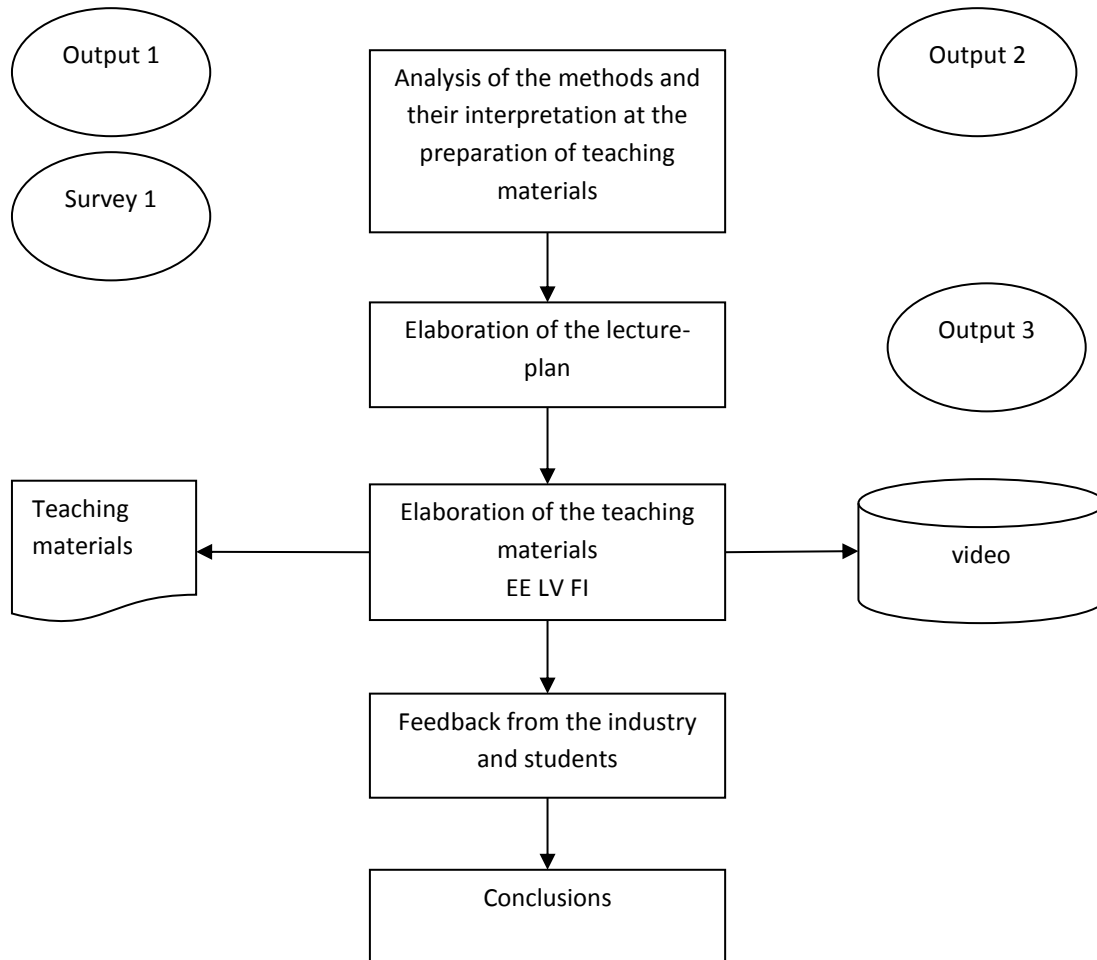 Output 1
Analysis of the methods and
their interpretation at the
preparation of teaching
materials
Output 2
Survey 1
Elaboration of the lecture-
plan
Output 3
Teaching
materials
Elaboration of the teaching
materials
EE LV FI
video
Feedback from the industry
and students
Conclusions